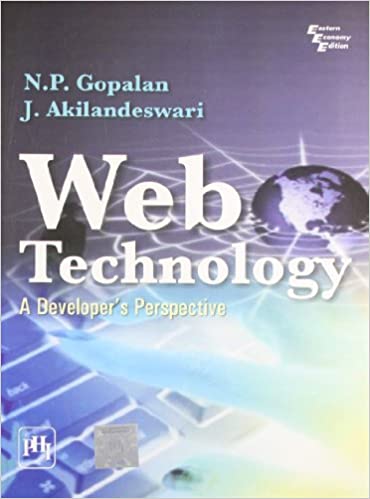 Eastern
Economy
Edition
N.P. Gopalan
J. Akilandeswari
Web
Technology
A Developer's Perspective
PHI